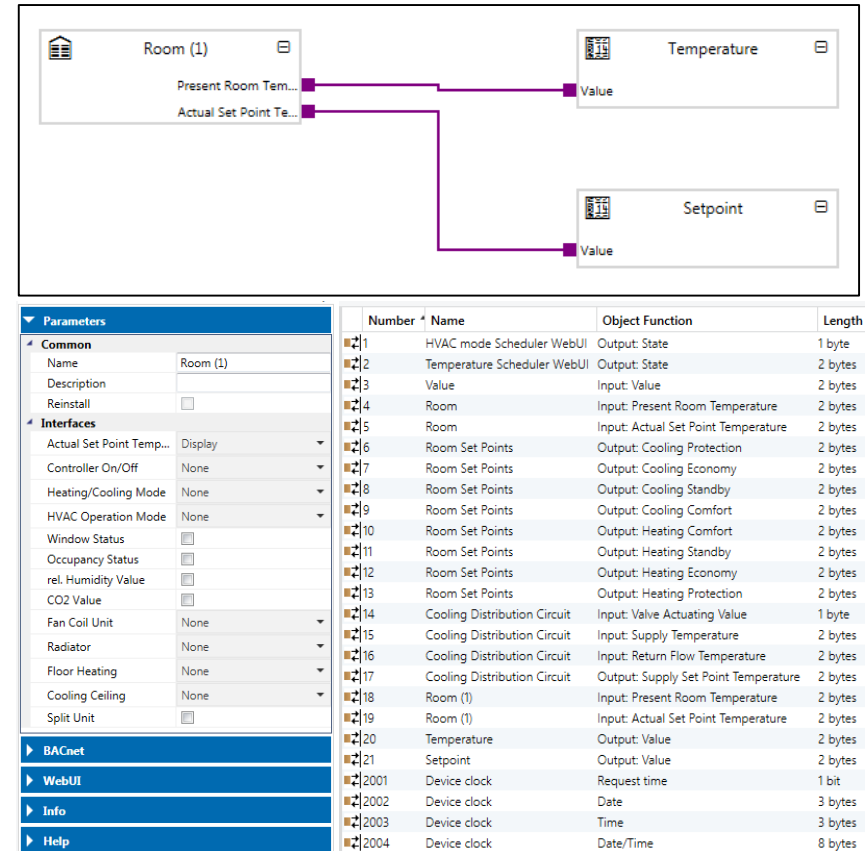 Room (1)
Present Room Tem...
Actual Set Point Te...
Temperature
Value
Setpoint
Value
Parameters
Common
Name Room (1)
Description
Reinstall
Interfaces
Actual Set Point Temp... Display
Controller On/Off None
Heating/Cooling Mode None
HVAC Operation Mode None
Window Status
Occupancy Status
rel. Humidity Value
CO2 Value
Fan Coil Unit None
Radiator None
Floor Heating None
Cooling Ceiling None
Split Unit
BACnet
WebUI
Info
Help
Number Name Object Function Length
1 HVAC mode Scheduler WebUI Output: State 1 byte
2 Temperature Scheduler WebUI Output: State 2 bytes
3 Value Input: Value 2 bytes
4 Room Input: Present Room Temperature 2 bytes
5 Room Input: Actual Set Point Temperature 2 bytes
6 Room Set Points Output: Cooling Protection 2 bytes
7 Room Set Points Output: Cooling Economy 2 bytes
8 Room Set Points Output: Cooling Standby 2 bytes
9 Room Set Points Output: Cooling Comfort 2 bytes
10 Room Set Points Output: Heating Comfort 2 bytes
11 Room Set Points Output: Heating Standby 2 bytes
12 Room Set Points Output: Heating Economy 2 bytes
13 Room Set Points Output: Heating Protection 2 bytes
14 Cooling Distribution Circuit Input: Valve Actuating Value 1 byte
15 Cooling Distribution Circuit Input: Supply Temperature 2 bytes
16 Cooling Distribution Circuit Input: Return Flow Temperature 2 bytes
17 Cooling Distribution Circuit Output: Supply Set Point Temperature 2 bytes
18 Room (1) Input: Present Room Temperature 2 bytes
19 Room (1) Input: Actual Set Point Temperature 2 bytes
20 Temperature Output: Value 2 bytes
21 Setpoint Output: Value 2 bytes
2001 Device clock Request time 1 bit
2002 Device clock Date 3 bytes
2003 Device clock Time 3 bytes
2004 Device clock Date/Time 8 bytes